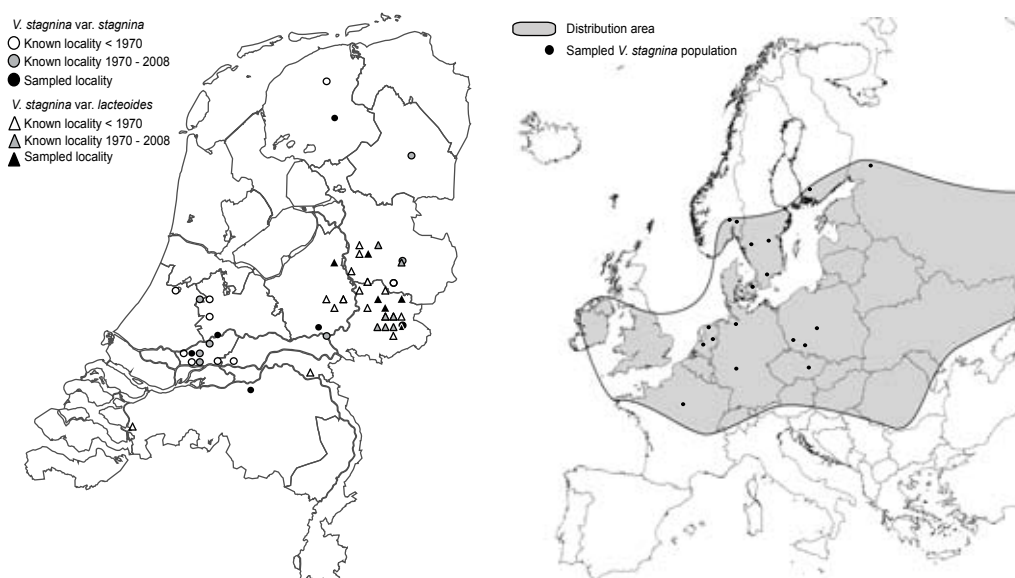 V. stagnina var. stagnina
Known locality < 1970
Known locality 1970 - 2008
Sampled locality
V. stagnina var. lacteoides
Known locality < 1970
Known locality 1970 - 2008
Sampled locality
Distribution area
Sampled V. stagnina population